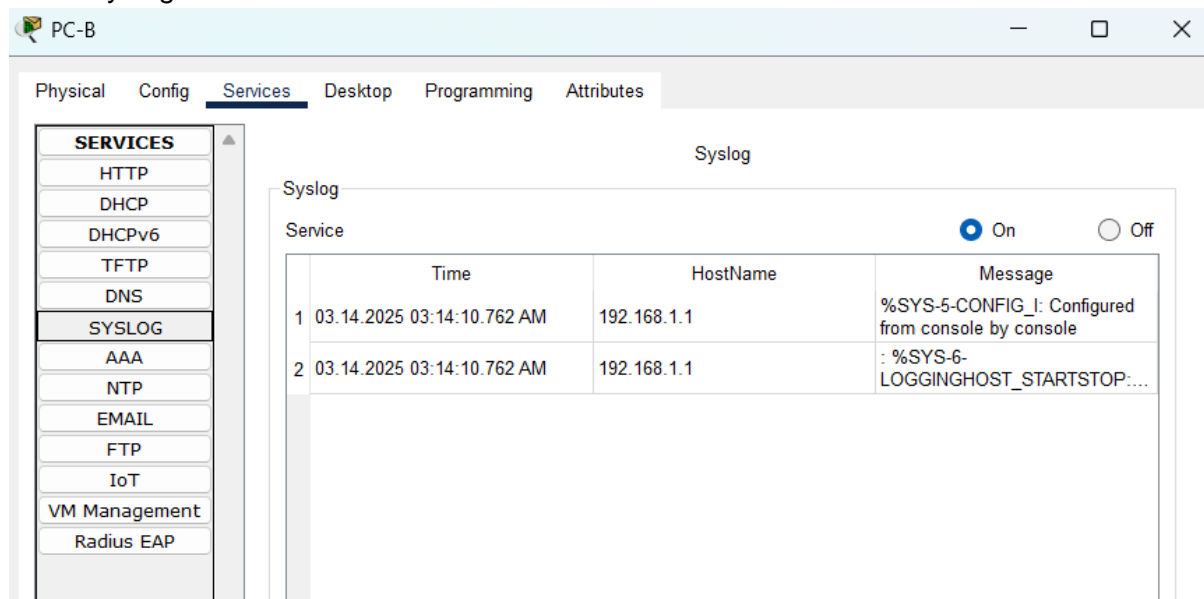 PC-B
Physical Config Services Desktop Programming Attributes
SERVICES
HTTP
DHCP
DHCPv6
TFTP
DNS
SYSLOG
AAA
NTP
EMAIL
FTP
IoT
VM Management
Radius EAP
Syslog
Syslog
Service On Off
Time HostName Message
1 03.14.2025 03:14:10.762 AM 192.168.1.1 %SYS-5-CONFIG_I: Configured
from console by console
2 03.14.2025 03:14:10.762 AM 192.168.1.1 : %SYS-6-
LOGGINGHOST_STARTSTOP:...